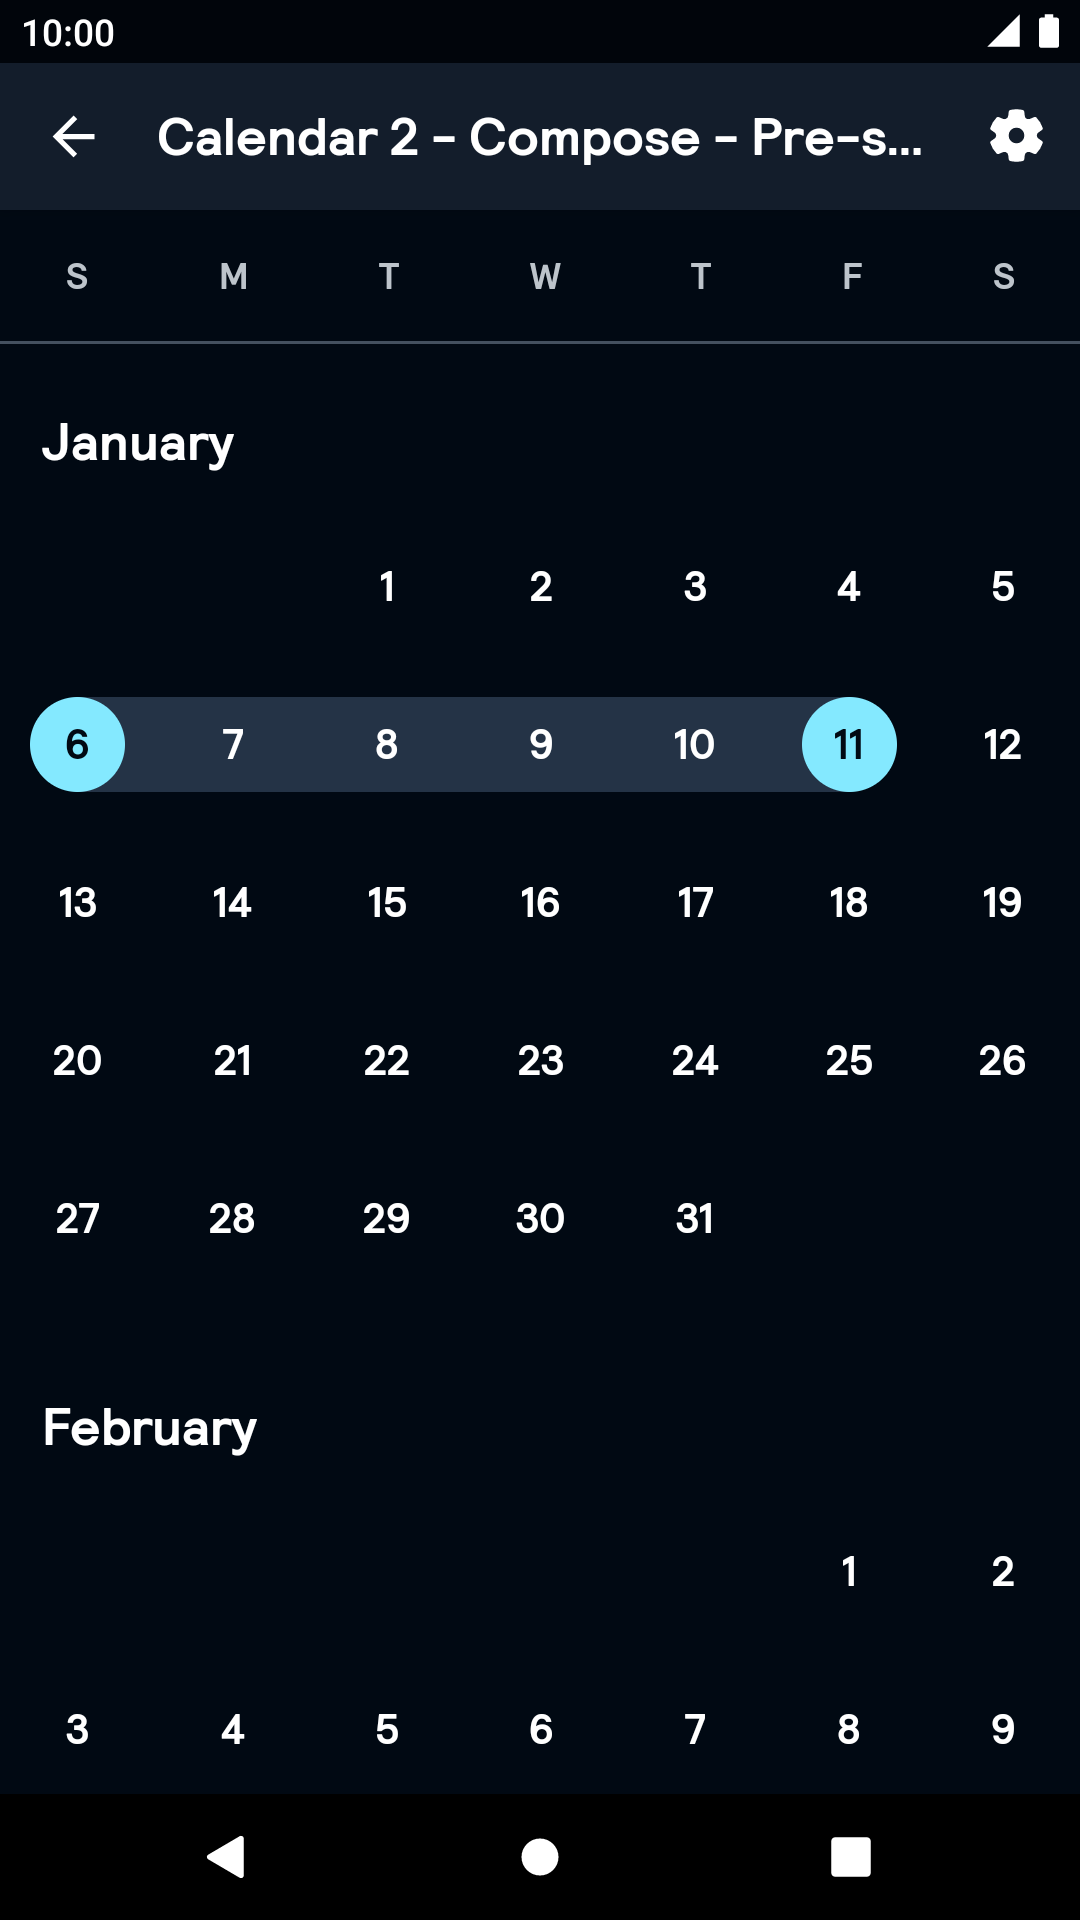 10:00
Calendar 2 - Compose - Pre-s...
S M T W T F S
January
1 2 3 4 5
6 7 8 9 10 11 12
13 14 15 16 17 18 19
20 21 22 23 24 25 26
27 28 29 30 31
February
1 2
3 4 5 6 7 8 9